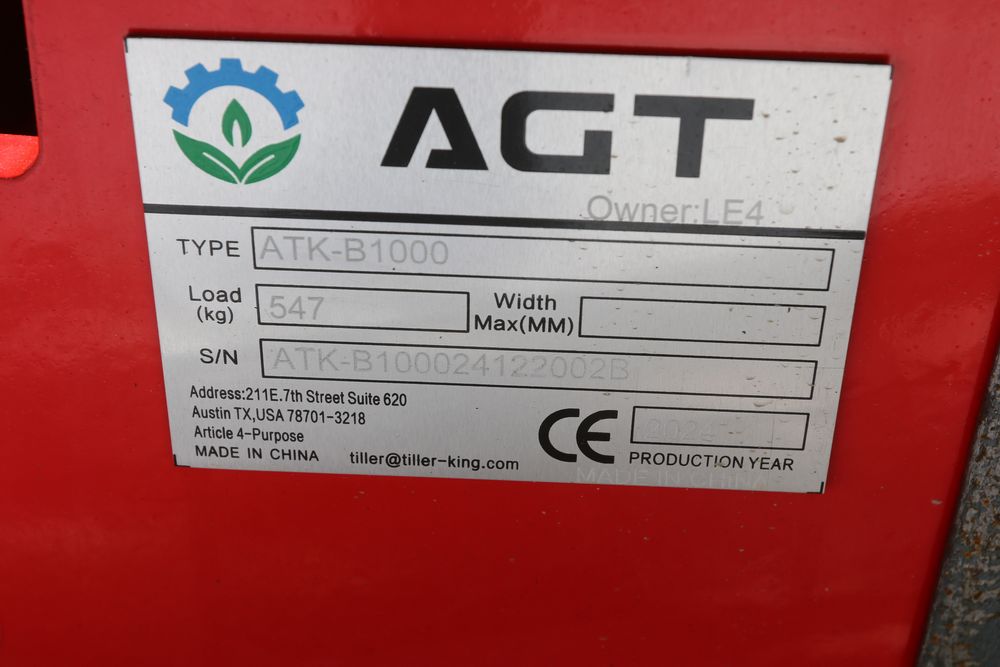 AGT
Owner:LE4
TYPE ATK-B1000
Load (kg) 547 Width Max(MM)
S/N ATK-B100024122002B
Address:211E.7th Street Suite 620
Austin TX,USA 78701-3218
Article 4-Purpose
MADE IN CHINA tiller@tiller-king.com
CE 2024 PRODUCTION YEAR
MADE IN CHINA